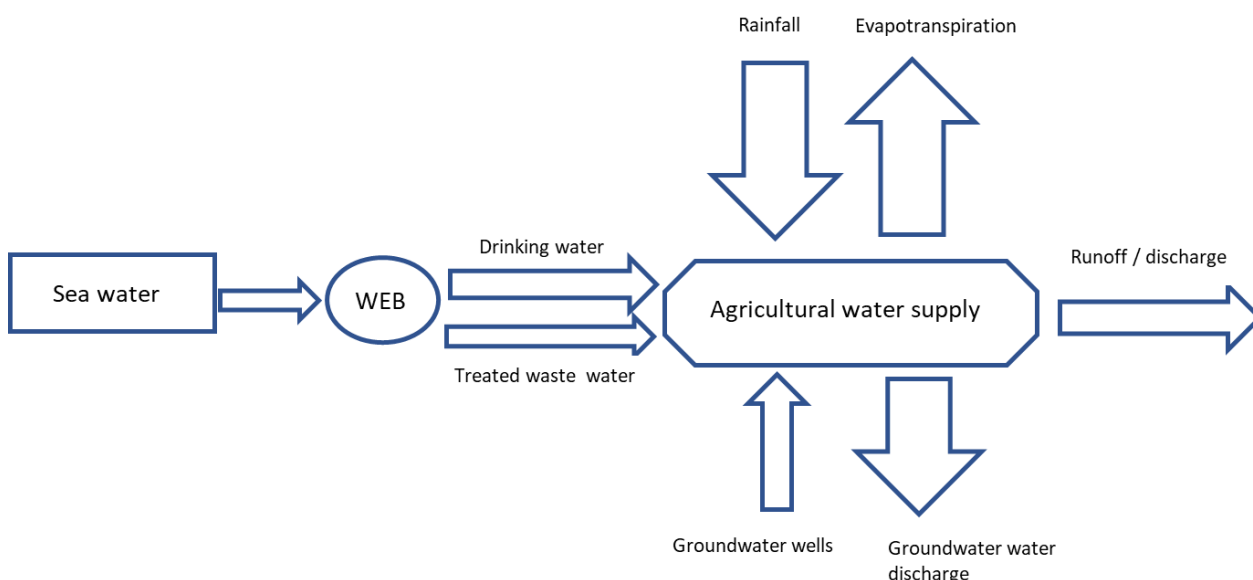 Rainfall
Evapotranspiration
Drinking water
Runoff / discharge
Sea water
WEB
Agricultural water supply
Treated waste  water
Groundwater wells
Groundwater water
discharge